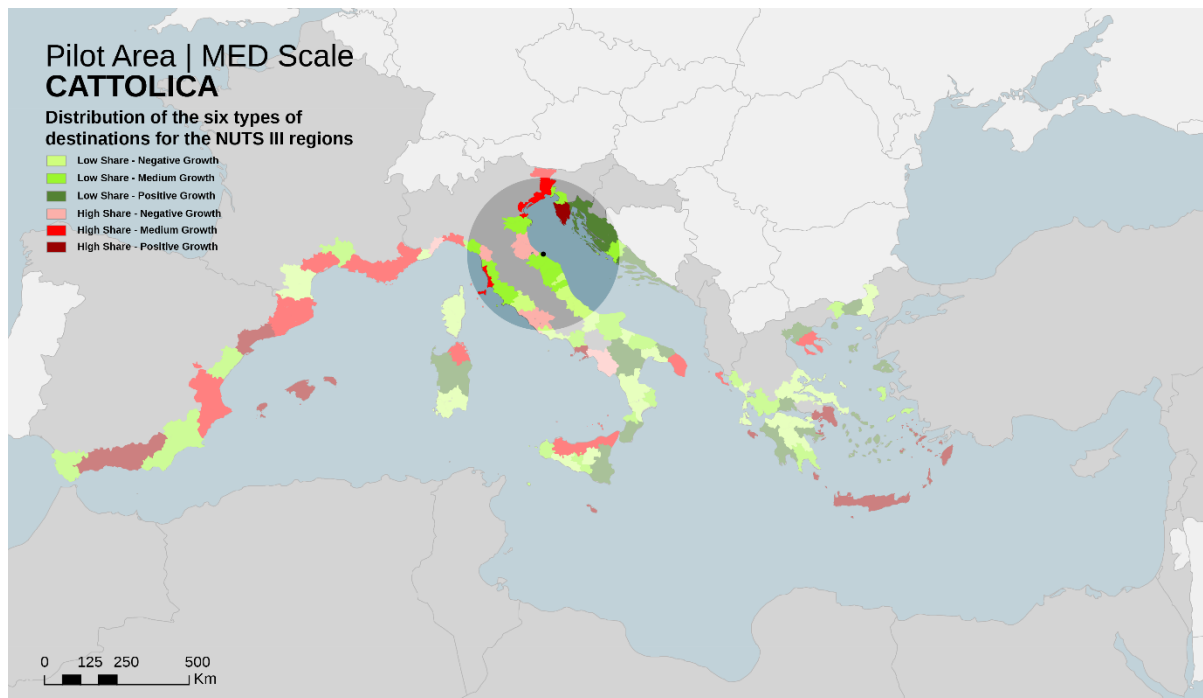 Pilot Area | MED Scale
CATTOLICA
Distribution of the six types of
destinations for the NUTS III regions
Low Share - Negative Growth
Low Share - Medium Growth
Low Share - Positive Growth
High Share - Negative Growth
High Share - Medium Growth
High Share - Positive Growth
0 125 250 500
Km